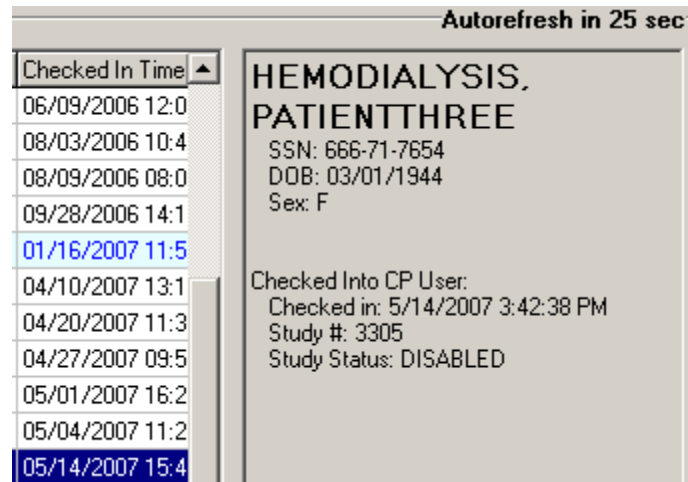 Autorefresh in 25 sec
Checked In Time
06/09/2006 12:0
08/03/2006 10:4
08/09/2006 08:0
09/28/2006 14:1
01/16/2007 11:5
04/10/2007 13:1
04/20/2007 11:3
04/27/2007 09:5
05/01/2007 16:2
05/04/2007 11:2
05/14/2007 15:4
HEMODIALYSIS,
PATIENTTHREE
SSN: 666-71-7654
DOB: 03/01/1944
Sex: F
Checked Into CP User:
Checked in: 5/14/2007 3:42:38 PM
Study #: 3305
Study Status: DISABLED